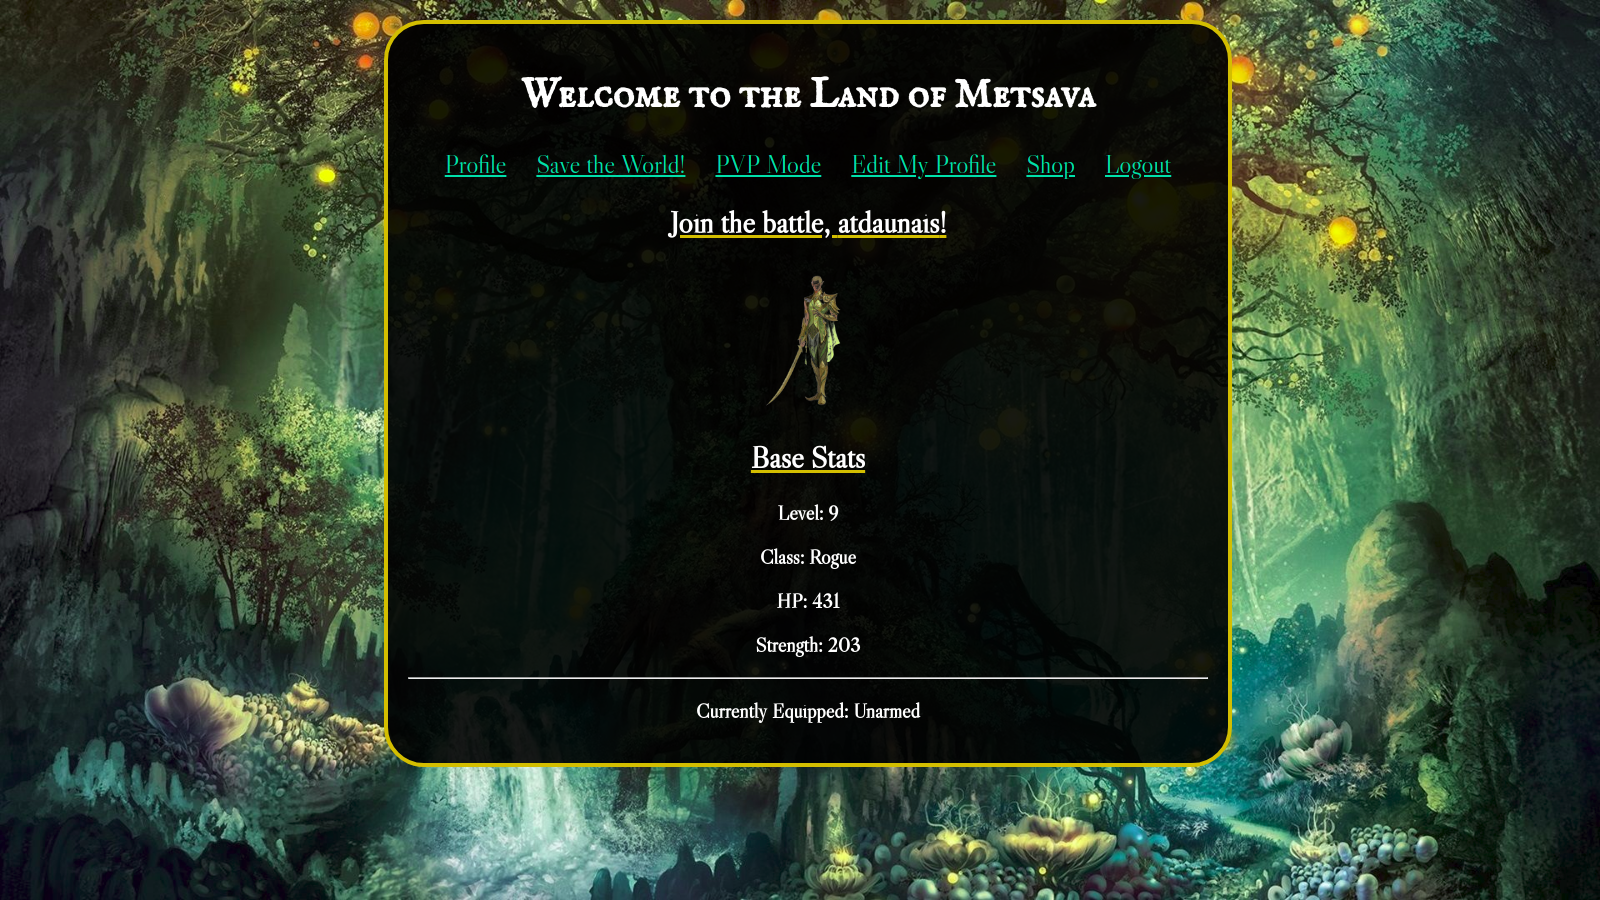 Welcome to the Land of Metsava
Profile Save the World! PVP Mode Edit My Profile Shop Logout
Join the battle, atdaunais!
Base Stats
Level: 9
Class: Rogue
HP: 431
Strength: 203
Currently Equipped: Unarmed